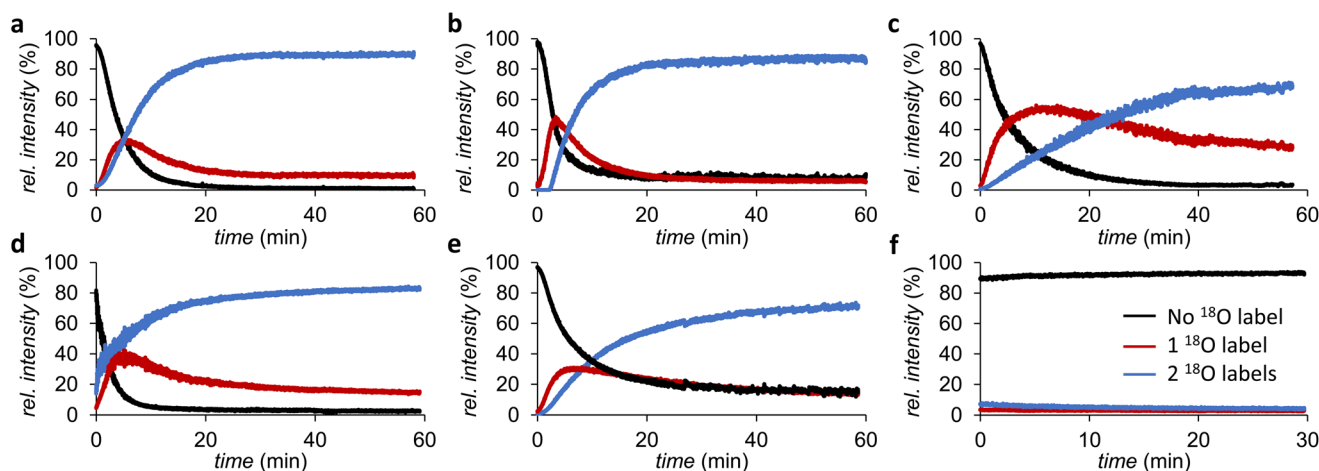 a
rel. intensity (%)
100
80
60
40
20
0
0 20 40 60
time (min)
b
rel. intensity (%)
100
80
60
40
20
0
0 20 40 60
time (min)
c
rel. intensity (%)
100
80
60
40
20
0
0 20 40 60
time (min)
d
rel. intensity (%)
100
80
60
40
20
0
0 20 40 60
time (min)
e
rel. intensity (%)
100
80
60
40
20
0
0 20 40 60
time (min)
f
rel. intensity (%)
100
80
60
40
20
0
No ¹⁸O label
1 ¹⁸O label
2 ¹⁸O labels
0 10 20 30
time (min)